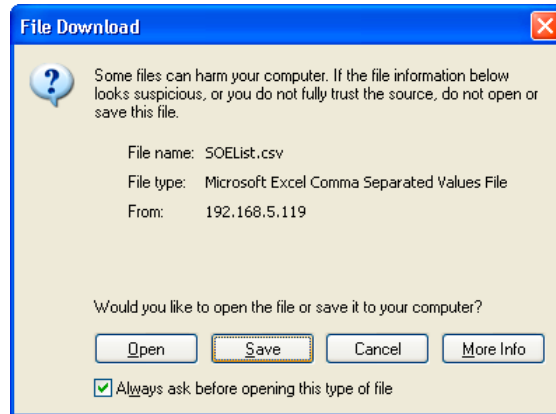 File Download
Some files can harm your computer. If the file information below
looks suspicious, or you do not fully trust the source, do not open or
save this file.
File name: SOEList.csv
File type: Microsoft Excel Comma Separated Values File
From: 192.168.5.119
Would you like to open the file or save it to your computer?
Open Save Cancel More Info
Always ask before opening this type of file